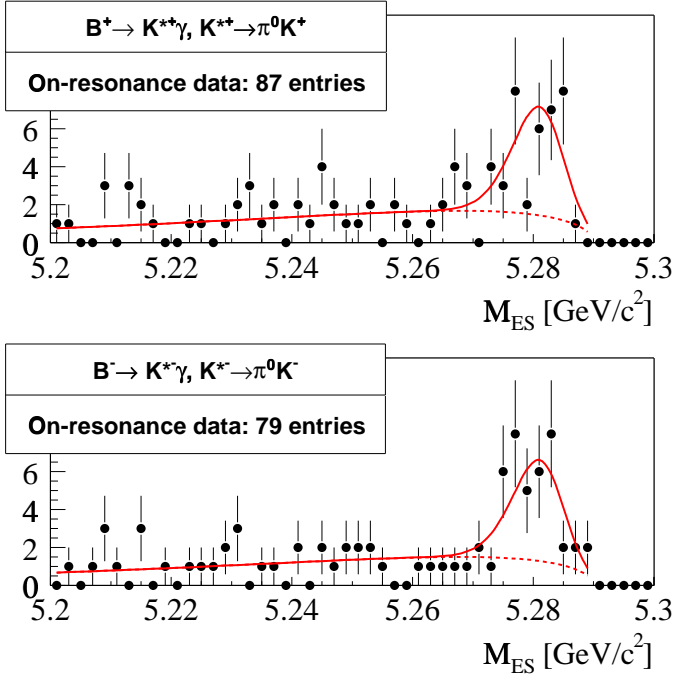 B⁺→ K*⁺γ, K*⁺→π⁰K⁺
On-resonance data: 87 entries
6
4
2
0
5.2 5.22 5.24 5.26 5.28 5.3
M_ES [GeV/c²]
B⁻→ K*⁻γ, K*⁻→π⁰K⁻
On-resonance data: 79 entries
6
4
2
0
5.2 5.22 5.24 5.26 5.28 5.3
M_ES [GeV/c²]